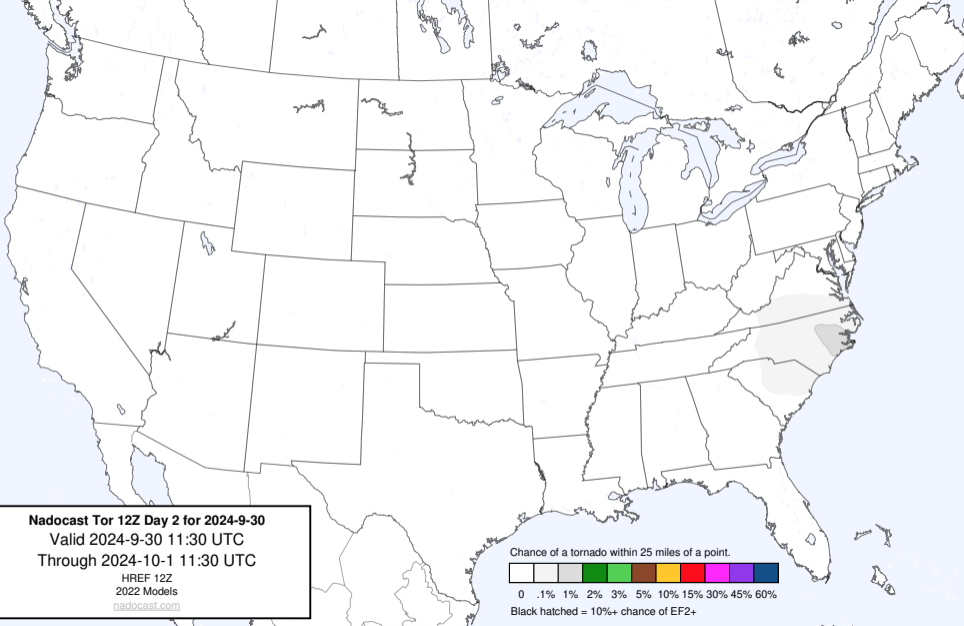 Nadocast Tor 12Z Day 2 for 2024-9-30
Valid 2024-9-30 11:30 UTC
Through 2024-10-1 11:30 UTC
HREF 12Z
2022 Models
nadocast.com
Chance of a tornado within 25 miles of a point.
0 .1% 1% 2% 3% 5% 10% 15% 30% 45% 60%
Black hatched = 10%+ chance of EF2+